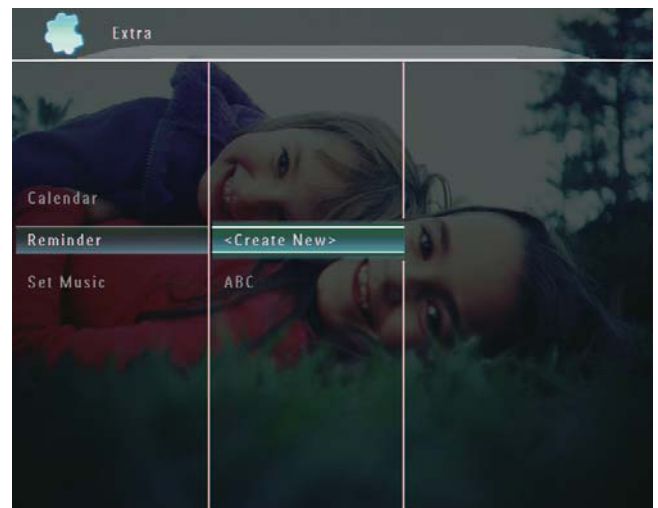 Extra
Calendar
Reminder
<Create New>
Set Music
ABC